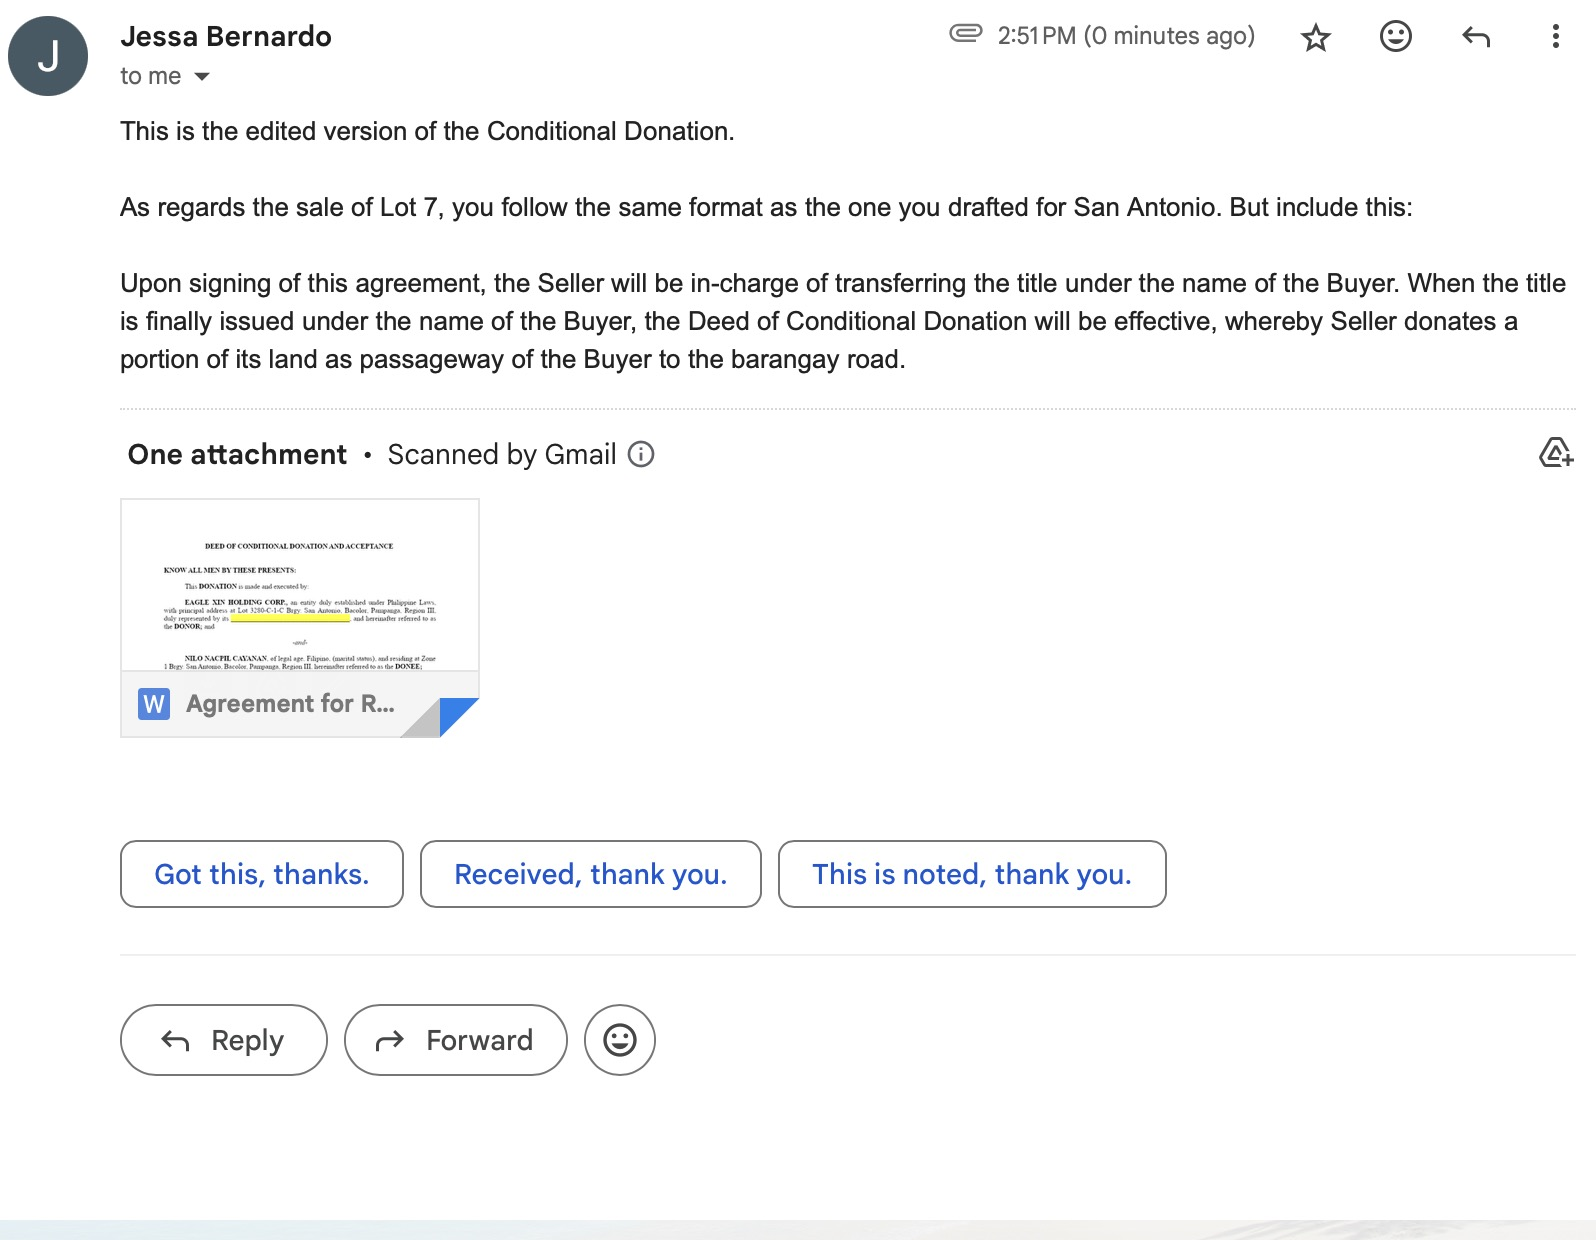 J
Jessa Bernardo
2:51 PM (0 minutes ago)
to me
This is the edited version of the Conditional Donation.
As regards the sale of Lot 7, you follow the same format as the one you drafted for San Antonio. But include this:
Upon signing of this agreement, the Seller will be in-charge of transferring the title under the name of the Buyer. When the title
is finally issued under the name of the Buyer, the Deed of Conditional Donation will be effective, whereby Seller donates a
portion of its land as passageway of the Buyer to the barangay road.
One attachment • Scanned by Gmail
DEED OF CONDITIONAL DONATION AND ACCEPTANCE
KNOW ALL MEN BY THESE PRESENTS:
This DONATION is made and executed by:
EAGLE XIN HOLDING CORP., an entity duly established under Philippine Laws,
with principal address at Lot 3280-C-1-C Brgy. San Antonio, Bacolor, Pampanga, Region III,
duly represented by its , and hereinafter referred to as
the DONOR; and
-and-
NILO NACPIL CAYANAN, of legal age, Filipino, (marital status), and residing at Zone
1 Brgy. San Antonio, Bacolor, Pampanga, Region III, hereinafter referred to as the DONEE;
W Agreement for R...
Got this, thanks.
Received, thank you.
This is noted, thank you.
Reply
Forward